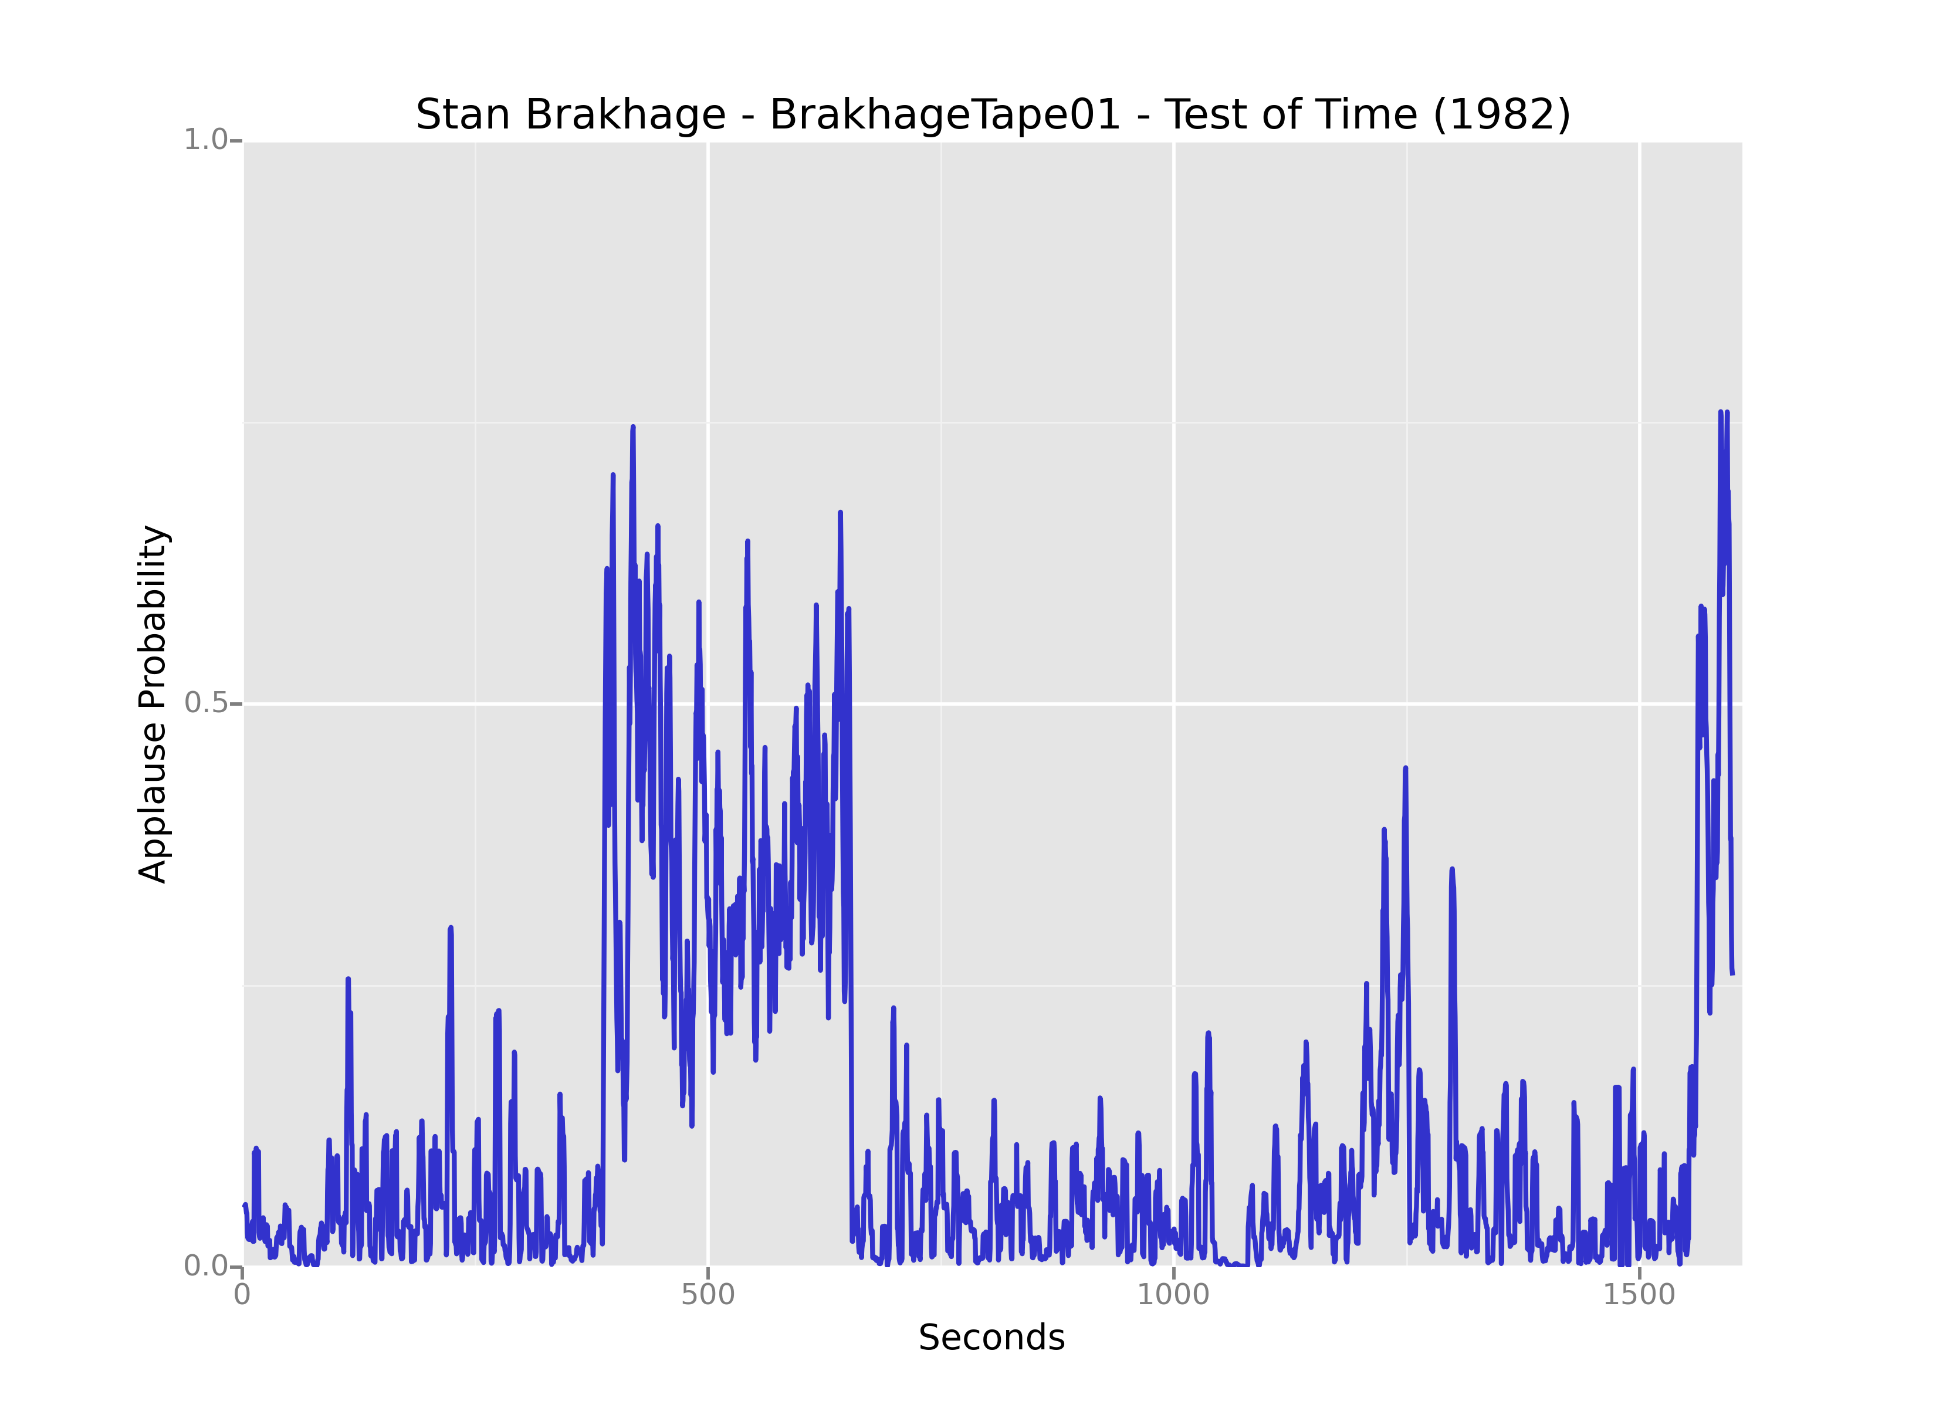 Stan Brakhage - BrakhageTape01 - Test of Time (1982)
1.0
0.5
0.0
Applause Probability
0
500
1000
1500
Seconds